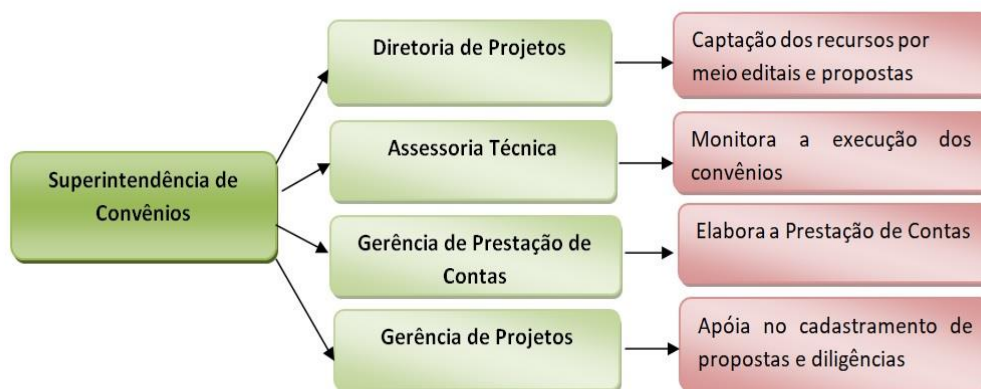 Superintendência de
Convênios
Diretoria de Projetos
Captação dos recursos por
meio editais e propostas
Assessoria Técnica
Monitora a execução dos
convênios
Gerência de Prestação de
Contas
Elabora a Prestação de Contas
Gerência de Projetos
Apóia no cadastramento de
propostas e diligências